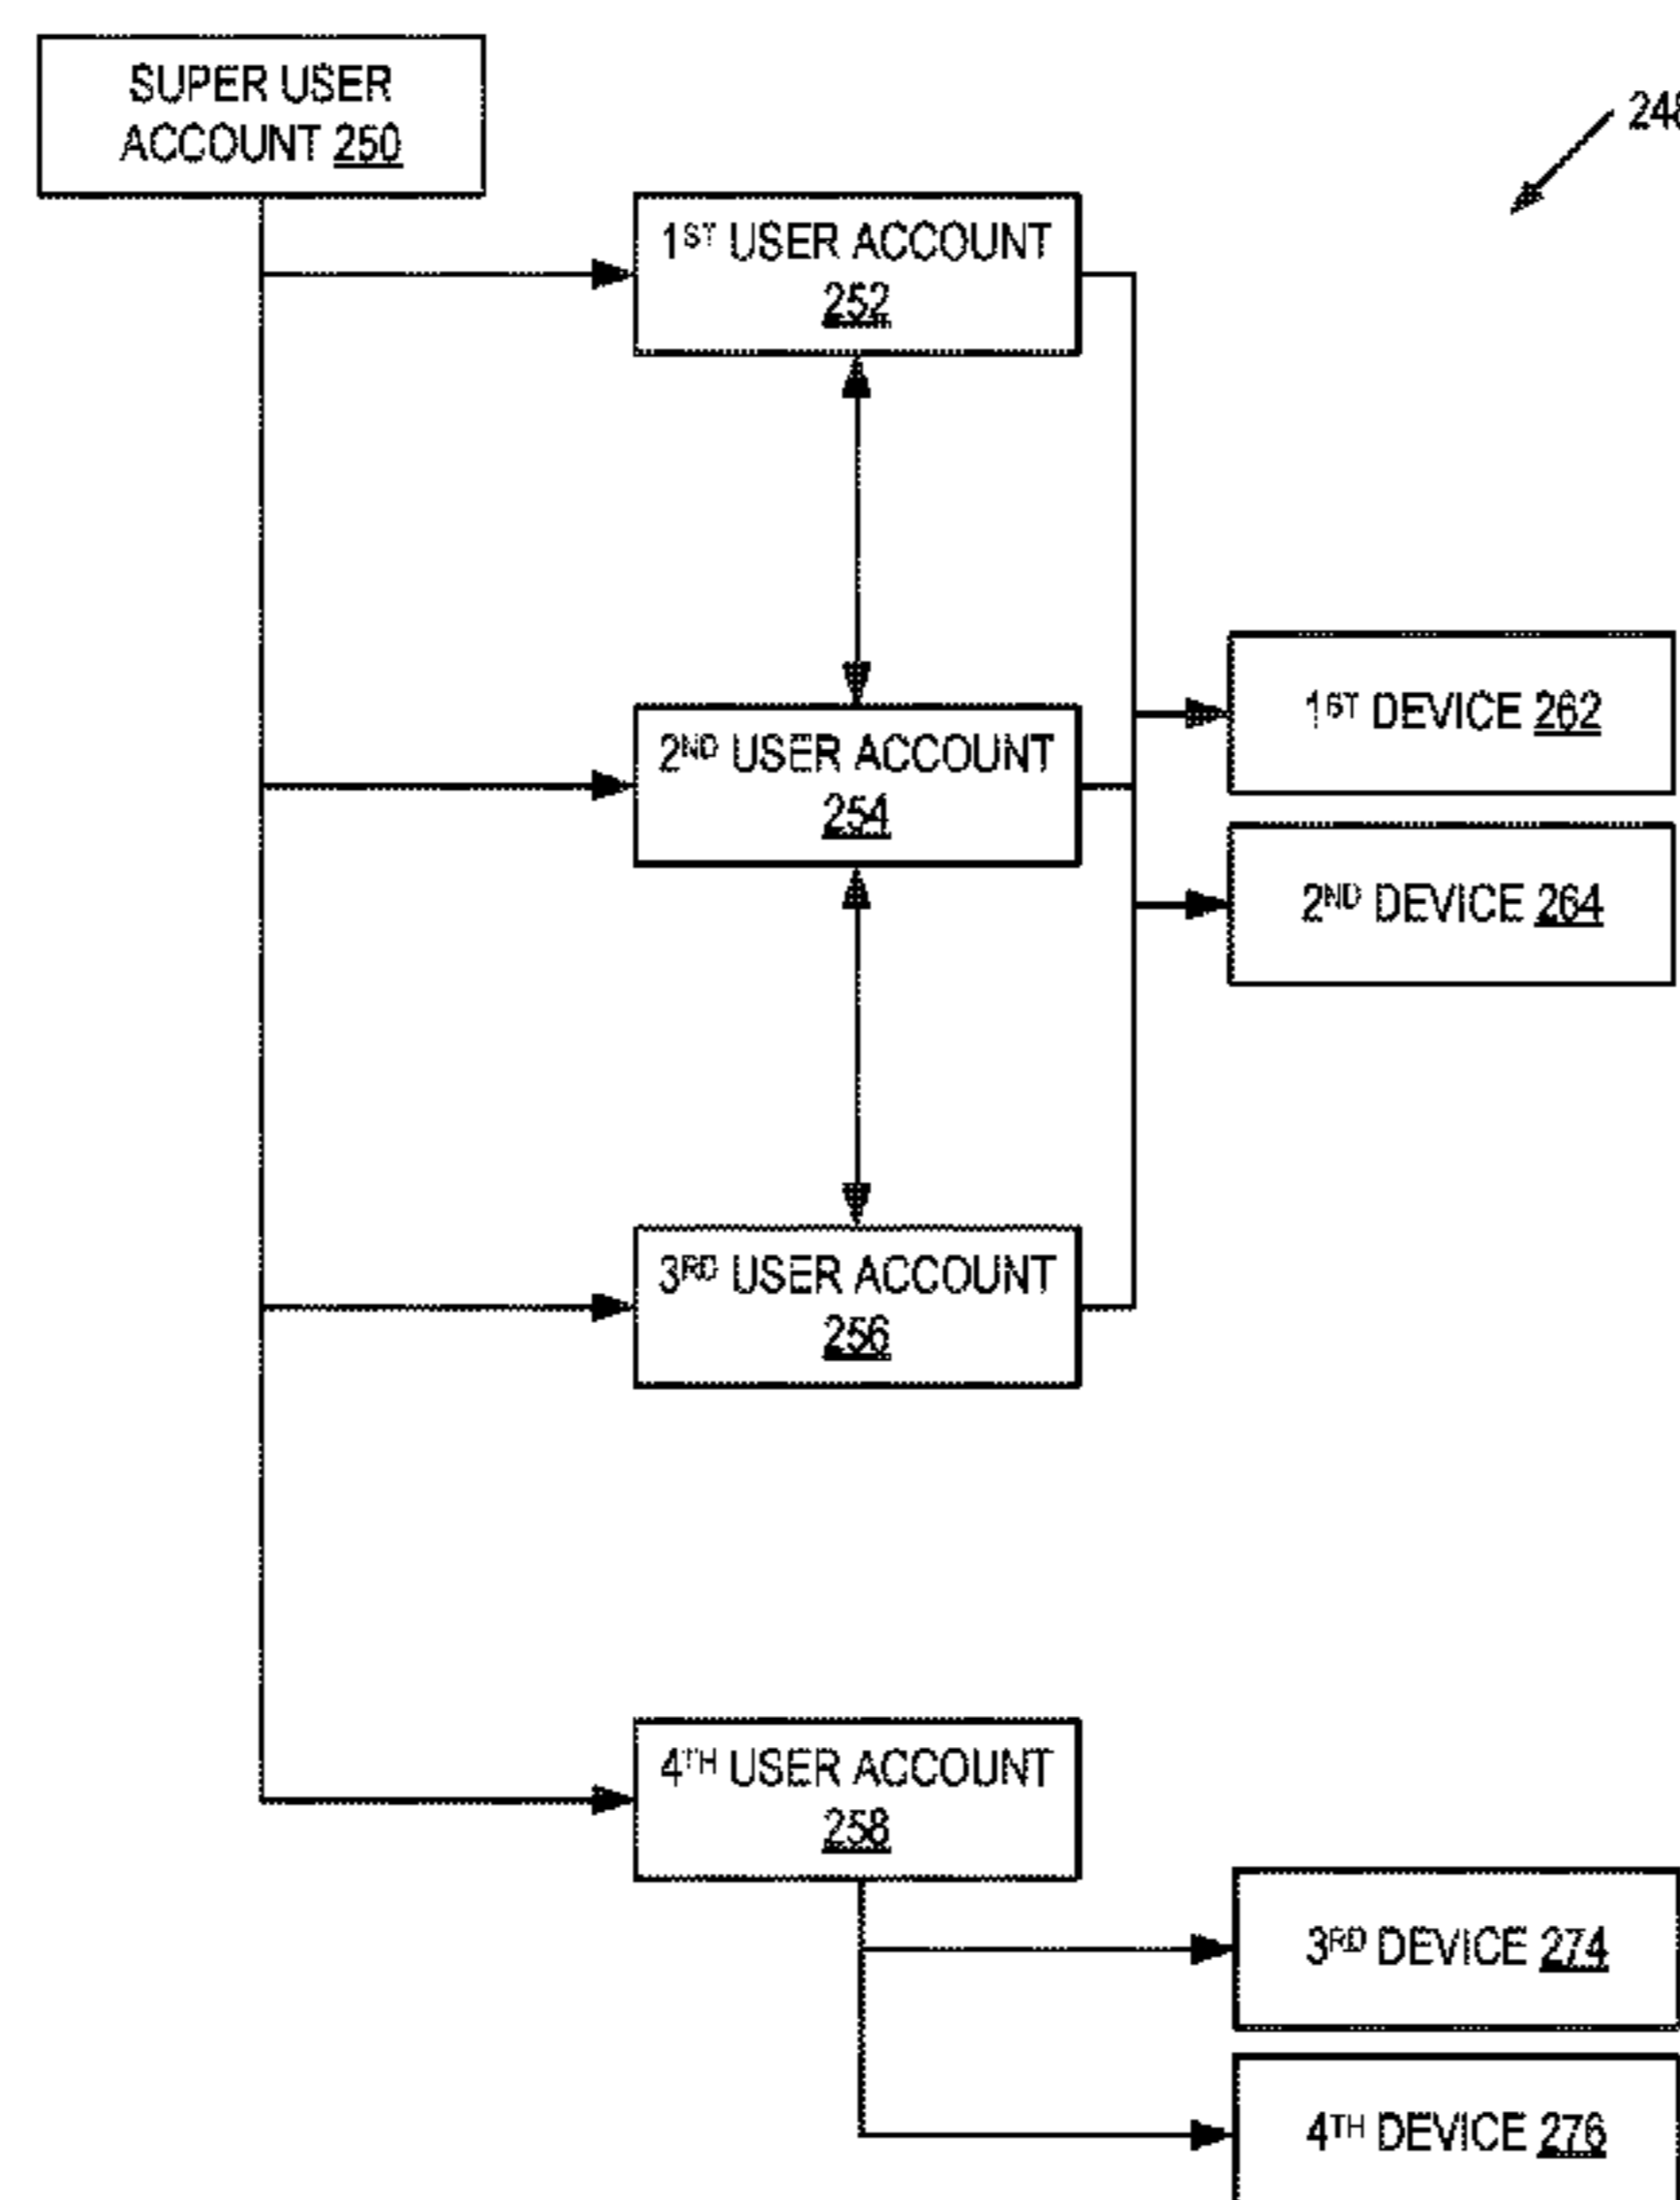 SUPER USER
ACCOUNT 250
248
1ST USER ACCOUNT
252
1ST DEVICE 262
2ND USER ACCOUNT
254
2ND DEVICE 264
3RD USER ACCOUNT
256
4TH USER ACCOUNT
258
3RD DEVICE 274
4TH DEVICE 276